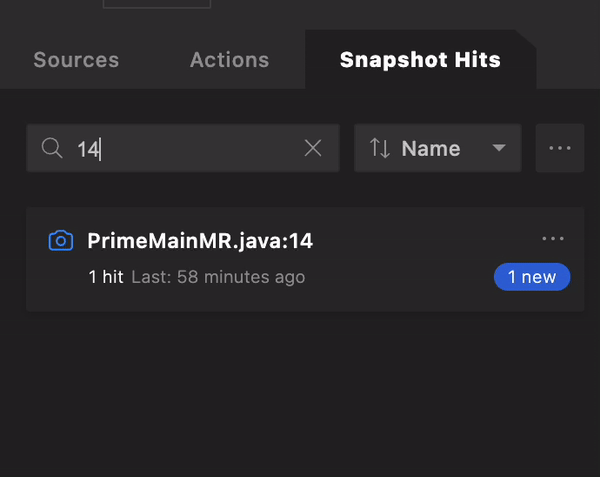 Sources Actions Snapshot Hits
14 Name
PrimeMainMR.java:14
1 hit Last: 58 minutes ago 1 new